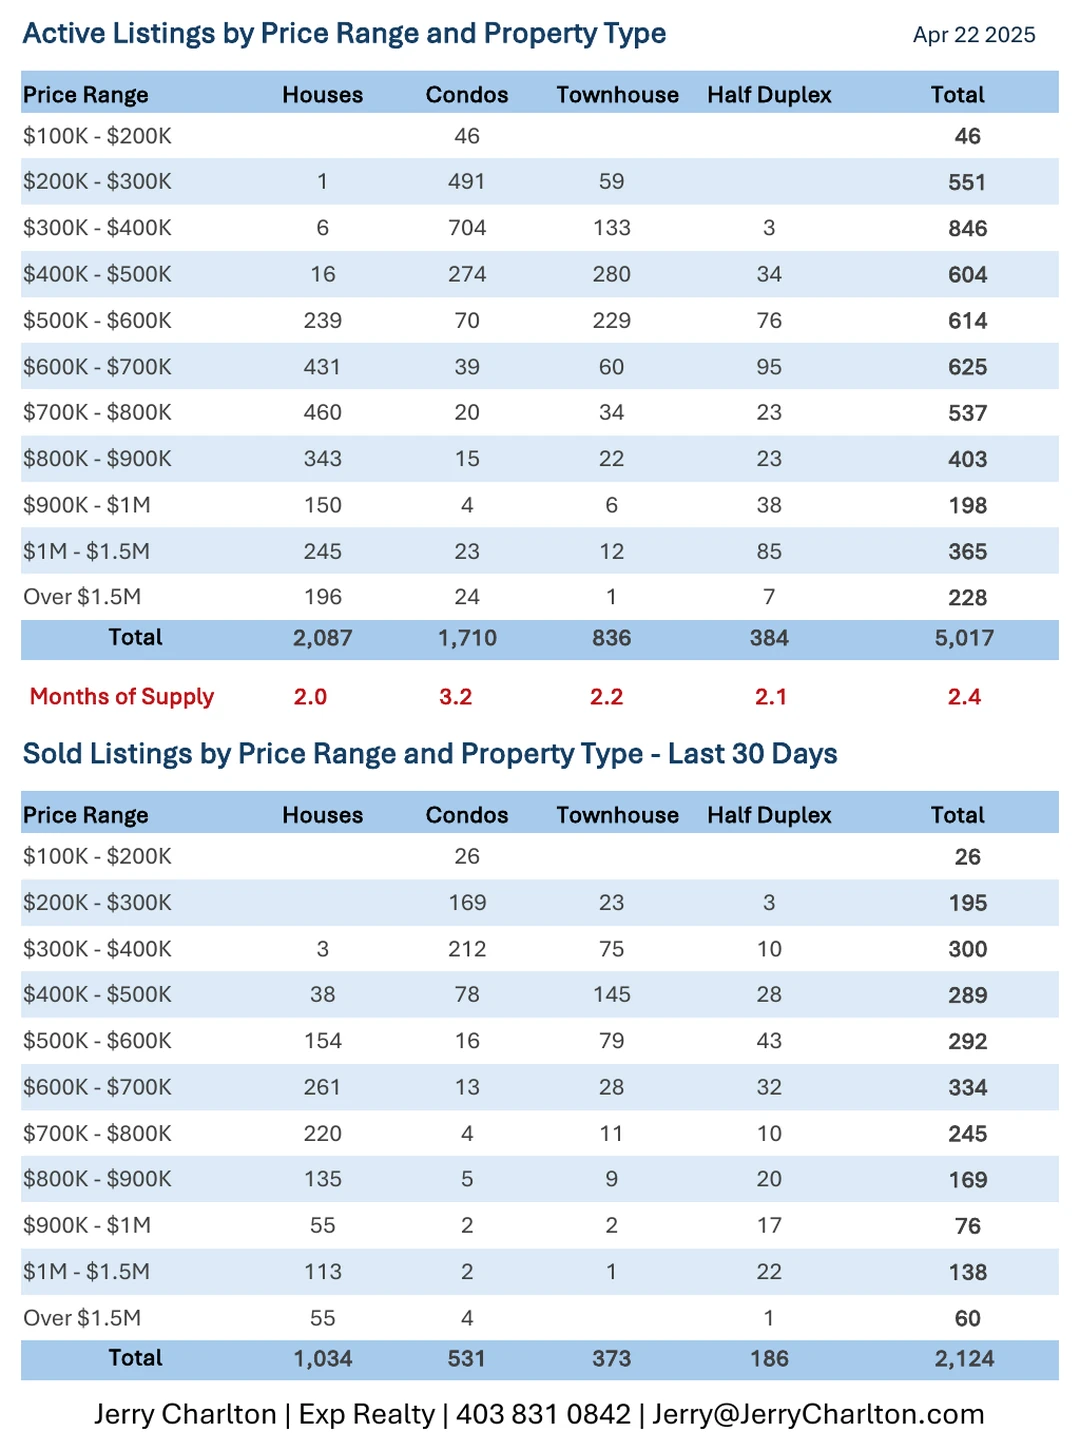 Active Listings by Price Range and Property Type Apr 22 2025
Price Range Houses Condos Townhouse Half Duplex Total
$100K - $200K 46 46
$200K - $300K 1 491 59 551
$300K - $400K 6 704 133 3 846
$400K - $500K 16 274 280 34 604
$500K - $600K 239 70 229 76 614
$600K - $700K 431 39 60 95 625
$700K - $800K 460 20 34 23 537
$800K - $900K 343 15 22 23 403
$900K - $1M 150 4 6 38 198
$1M - $1.5M 245 23 12 85 365
Over $1.5M 196 24 1 7 228
Total 2,087 1,710 836 384 5,017
Months of Supply 2.0 3.2 2.2 2.1 2.4
Sold Listings by Price Range and Property Type - Last 30 Days
Price Range Houses Condos Townhouse Half Duplex Total
$100K - $200K 26 26
$200K - $300K 169 23 3 195
$300K - $400K 3 212 75 10 300
$400K - $500K 38 78 145 28 289
$500K - $600K 154 16 79 43 292
$600K - $700K 261 13 28 32 334
$700K - $800K 220 4 11 10 245
$800K - $900K 135 5 9 20 169
$900K - $1M 55 2 2 17 76
$1M - $1.5M 113 2 1 22 138
Over $1.5M 55 4 1 60
Total 1,034 531 373 186 2,124
Jerry Charlton | Exp Realty | 403 831 0842 | Jerry@JerryCharlton.com